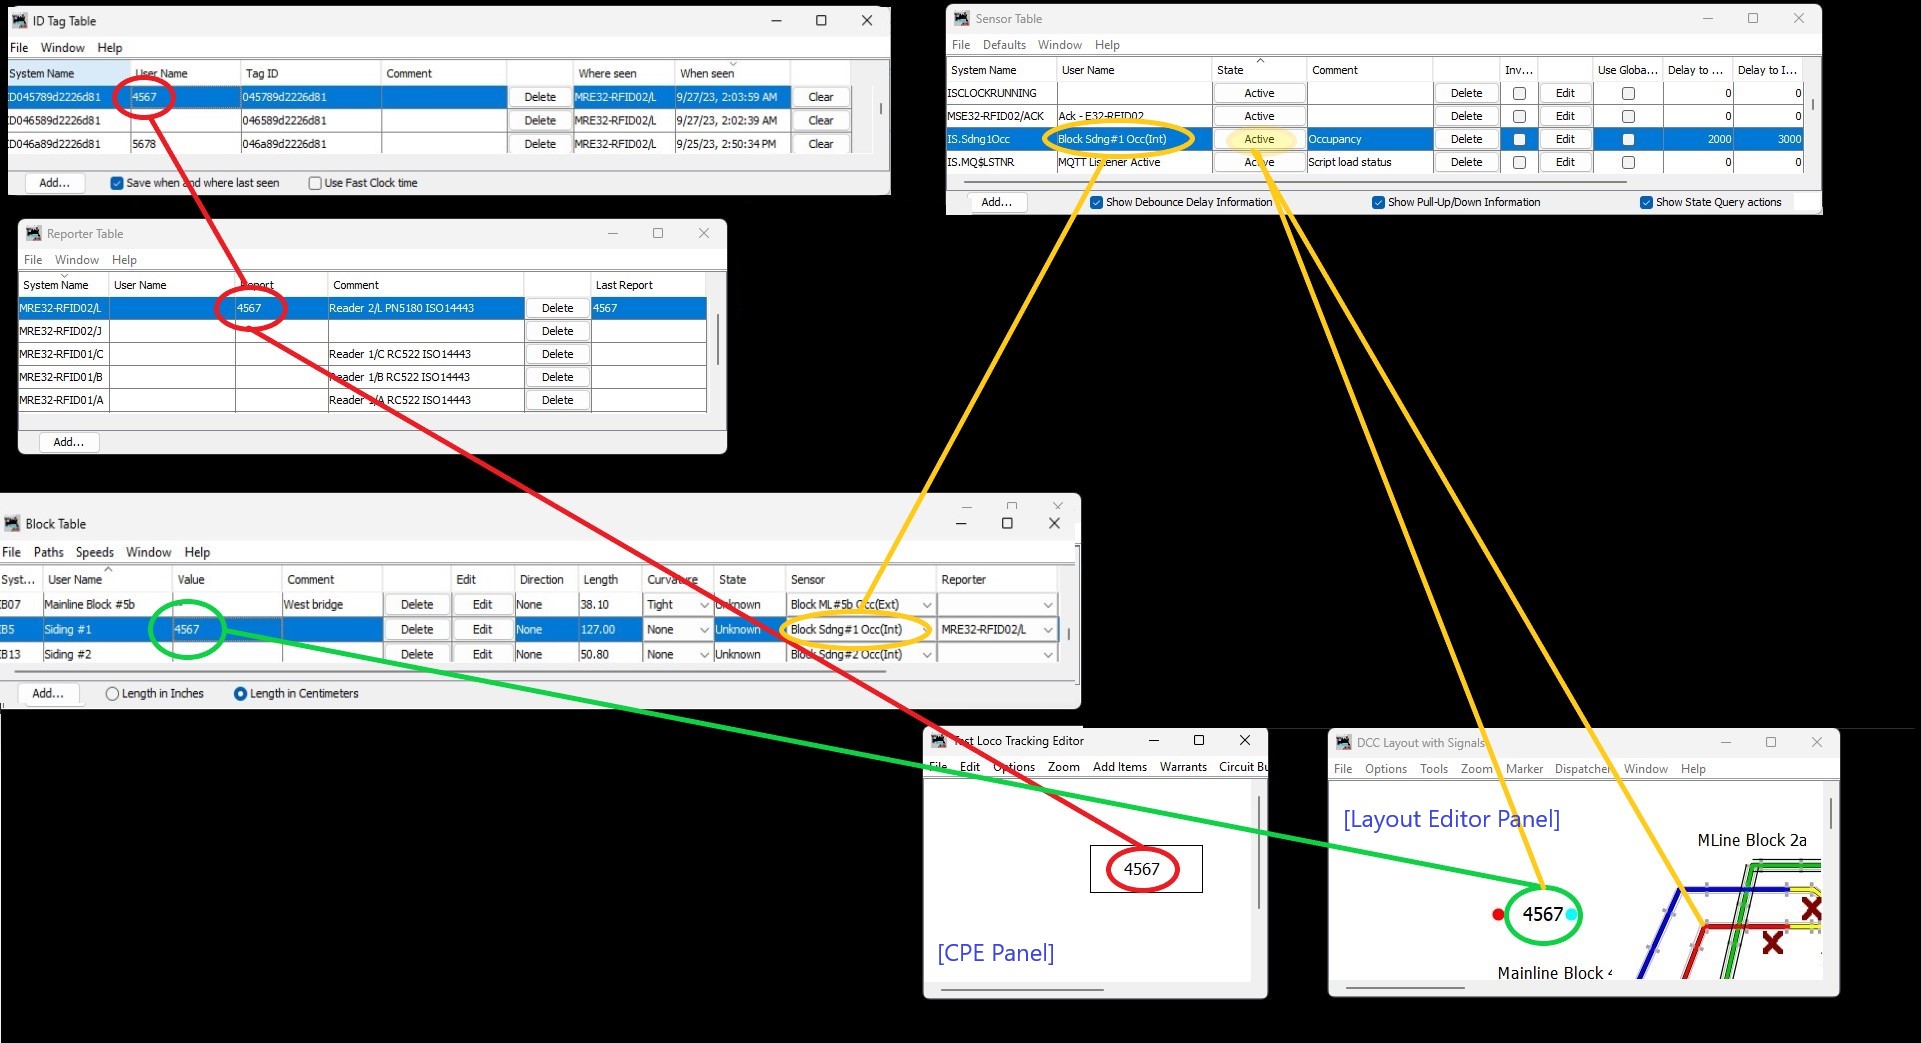 ID Tag Table
File Window Help
System Name User Name Tag ID Comment Where seen When seen
D045789d2226d81 4567 045789d2226d81 Delete MRE32-RFID02/L 9/27/23, 2:03:59 AM Clear
D046589d2226d81 046589d2226d81 Delete MRE32-RFID02/L 9/27/23, 2:02:39 AM Clear
D046a89d2226d81 5678 046a89d2226d81 Delete MRE32-RFID02/L 9/25/23, 2:50:34 PM Clear
Add... Save when and where last seen Use Fast Clock time
Sensor Table
File Defaults Window Help
System Name User Name State Comment Inv... Use Globa... Delay to ... Delay to I...
ISCLOCKRUNNING Active Delete Edit 0 0
MSE32-RFID02/ACK Ack - E32-RFID02 Active Delete Edit 0 0
IS.Sdng1Occ Block Sdng#1 Occ(Int) Active Occupancy Delete Edit 2000 3000
IS.MQ$LSTNR MQTT Listener Active Active Script load status Delete Edit 0 0
Add... Show Debounce Delay Information Show Pull-Up/Down Information Show State Query actions
Reporter Table
File Window Help
System Name User Name Report Comment Last Report
MRE32-RFID02/L 4567 Reader 2/L PN5180 ISO14443 Delete 4567
MRE32-RFID02/J Delete
MRE32-RFID01/C Reader 1/C RC522 ISO14443 Delete
MRE32-RFID01/B Reader 1/B RC522 ISO14443 Delete
MRE32-RFID01/A Reader 1/A RC522 ISO14443 Delete
Add...
Block Table
File Paths Speeds Window Help
Syst... User Name Value Comment Edit Direction Length Curvature State Sensor Reporter
IB07 Mainline Block #5b West bridge Delete Edit None 38.10 Tight Unknown Block ML#5b Occ(Ext)
IB5 Siding #1 4567 Delete Edit None 127.00 None Unknown Block Sdng#1 Occ(Int) MRE32-RFID02/L
IB13 Siding #2 Delete Edit None 50.80 None Unknown Block Sdng#2 Occ(Int)
Add... Length in Inches Length in Centimeters
Test Loco Tracking Editor
File Edit Options Zoom Add Items Warrants Circuit Bu
4567
[CPE Panel]
DCC Layout with Signals
File Options Tools Zoom Marker Dispatcher Window Help
[Layout Editor Panel]
MLine Block 2a
4567
Mainline Block 4